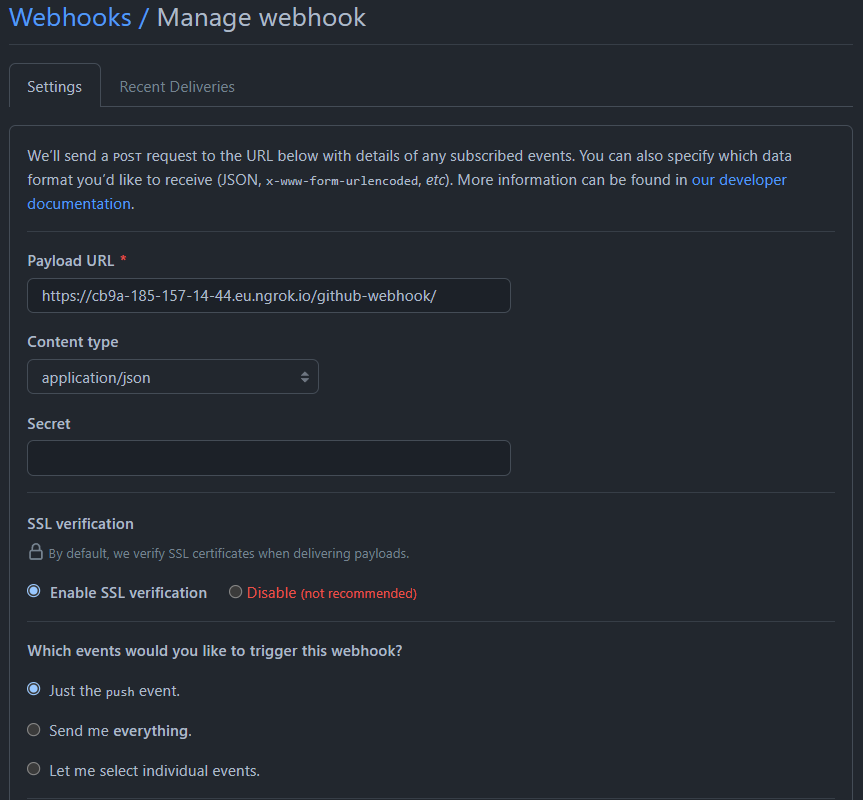 Webhooks / Manage webhook
Settings
Recent Deliveries
We’ll send a POST request to the URL below with details of any subscribed events. You can also specify which data
format you’d like to receive (JSON, x-www-form-urlencoded, etc). More information can be found in our developer
documentation.
Payload URL *
https://cb9a-185-157-14-44.eu.ngrok.io/github-webhook/
Content type
application/json
Secret
SSL verification
By default, we verify SSL certificates when delivering payloads.
Enable SSL verification
Disable (not recommended)
Which events would you like to trigger this webhook?
Just the push event.
Send me everything.
Let me select individual events.